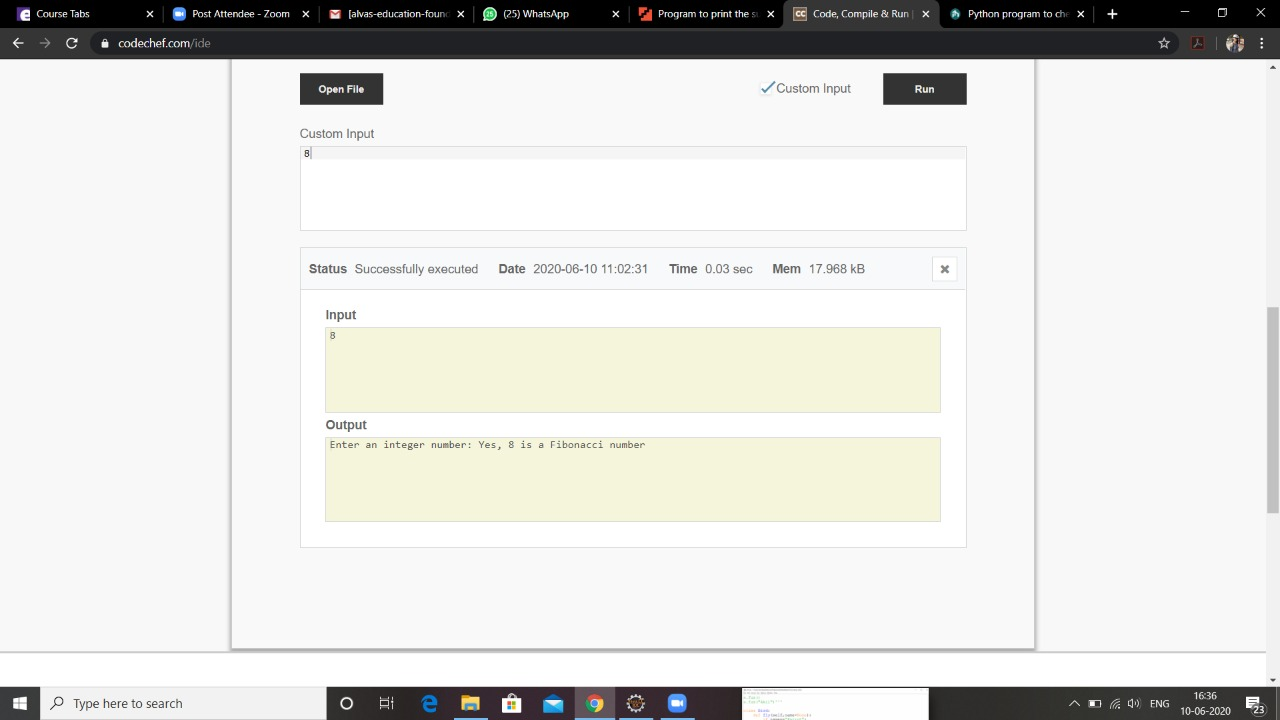 Course Tabs
Post Attendee - Zoom
[alvas-education-found
(25) WhatsApp
Program to print the su
Code, Compile & Run |
Python program to che
codechef.com/ide
Open File
Custom Input
Run
Custom Input
8
Status Successfully executed Date 2020-06-10 11:02:31 Time 0.03 sec Mem 17.968 kB
Input
8
Output
Enter an integer number: Yes, 8 is a Fibonacci number
Type here to search
ENG
16:36
10-06-2020
23